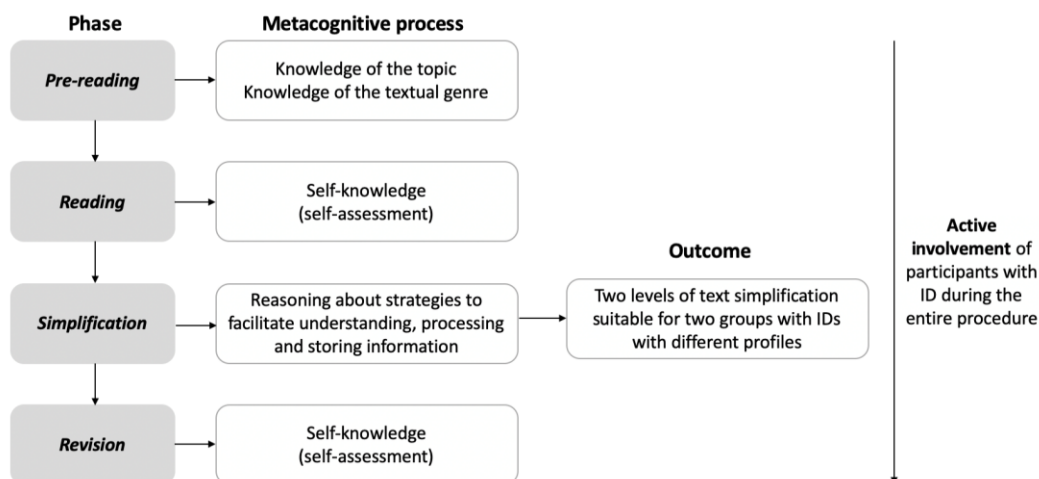 Phase
Metacognitive process
Pre-reading
Knowledge of the topic
Knowledge of the textual genre
Reading
Self-knowledge
(self-assessment)
Outcome
Simplification
Reasoning about strategies to
facilitate understanding, processing
and storing information
Two levels of text simplification
suitable for two groups with IDs
with different profiles
Revision
Self-knowledge
(self-assessment)
Active
involvement of
participants with
ID during the
entire procedure